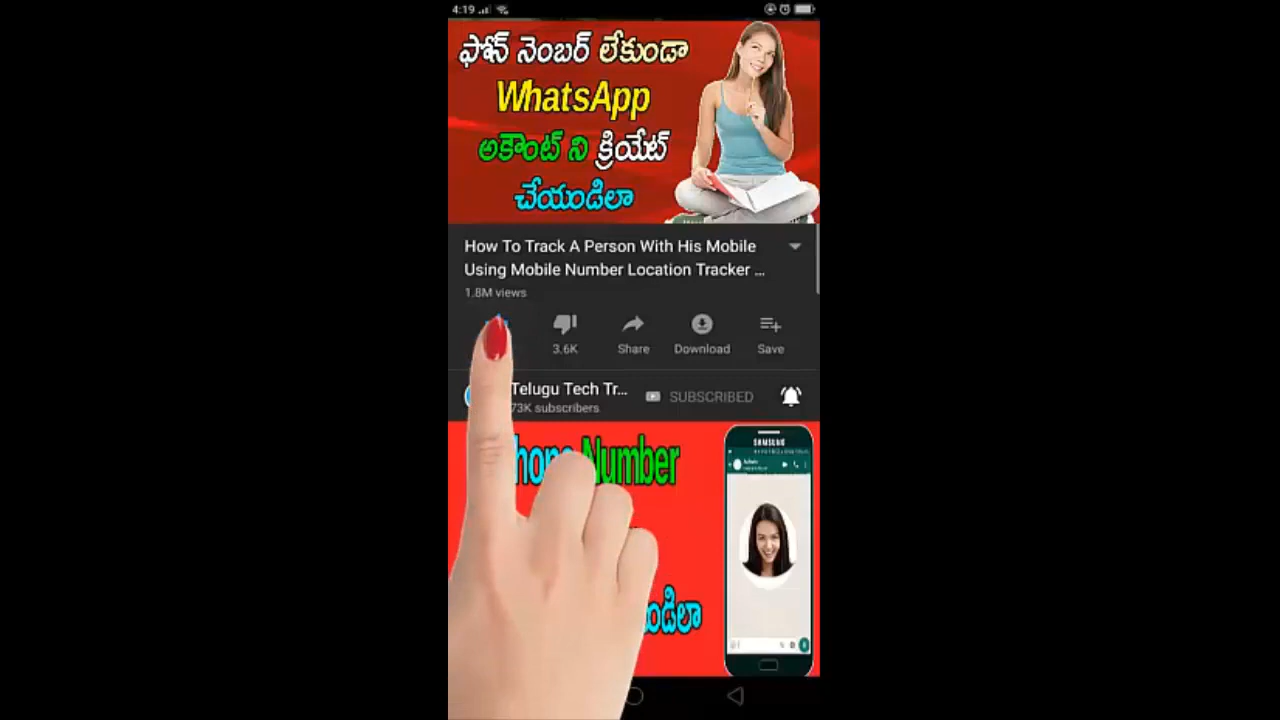 4:19
ఫోన్ నెంబర్ లేకుండా
WhatsApp
అకౌంట్ ని క్రియేట్
చేయండిలా
How To Track A Person With His Mobile
Using Mobile Number Location Tracker ...
1.8M views
3.6K Share Download Save
Telugu Tech Tr... SUBSCRIBED
73K subscribers
Number
SAMSUNG